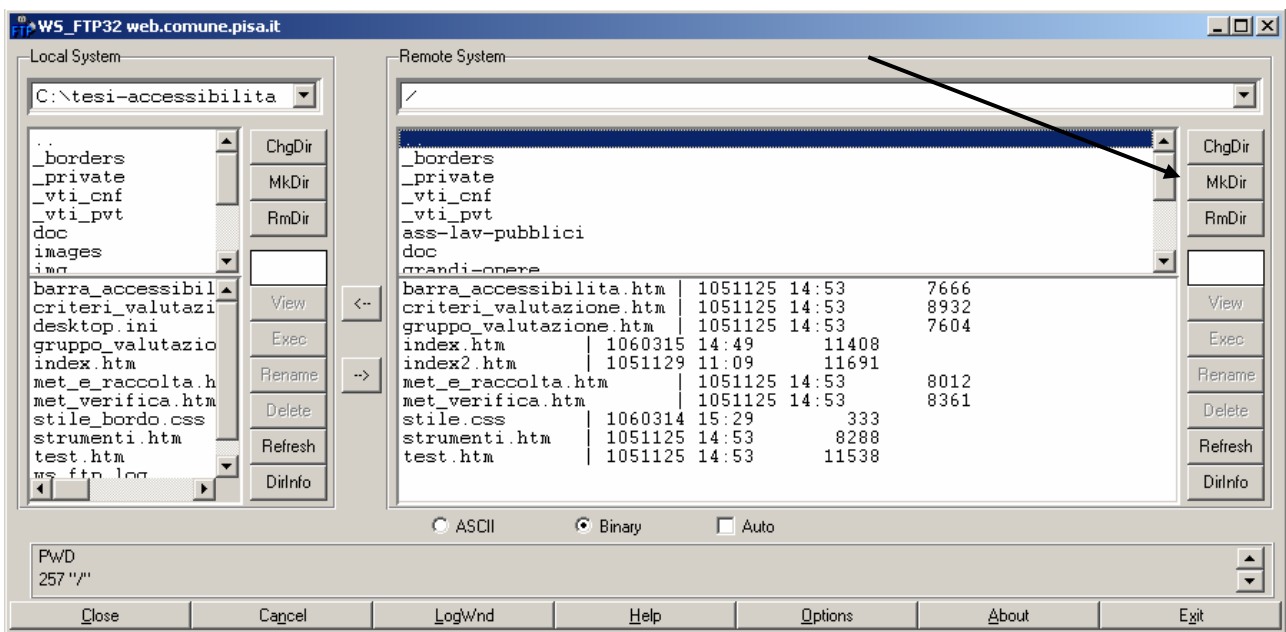 WS_FTP32 web.comune.pisa.it
Local System
C:\tesi-accessibilita
..
_borders
_private
_vti_cnf
_vti_pvt
doc
images
img
ChgDir
MkDir
RmDir
barra_accessibil
criteri_valutazi
desktop.ini
gruppo_valutazio
index.htm
met_e_raccolta.h
met_verifica.htm
stile_bordo.css
strumenti.htm
test.htm
ws_ftp.log
View
Exec
Rename
Delete
Refresh
DirInfo
<--
-->
Remote System
/
..
_borders
_private
_vti_cnf
_vti_pvt
ass-lav-pubblici
doc
grandi-opere
ChgDir
MkDir
RmDir
barra_accessibilita.htm | 1051125 14:53 7666
criteri_valutazione.htm | 1051125 14:53 8932
gruppo_valutazione.htm | 1051125 14:53 7604
index.htm | 1060315 14:49 11408
index2.htm | 1051129 11:09 11691
met_e_raccolta.htm | 1051125 14:53 8012
met_verifica.htm | 1051125 14:53 8361
stile.css | 1060314 15:29 333
strumenti.htm | 1051125 14:53 8288
test.htm | 1051125 14:53 11538
View
Exec
Rename
Delete
Refresh
DirInfo
ASCII Binary Auto
PWD
257 "/"
Close Cancel LogWnd Help Options About Exit